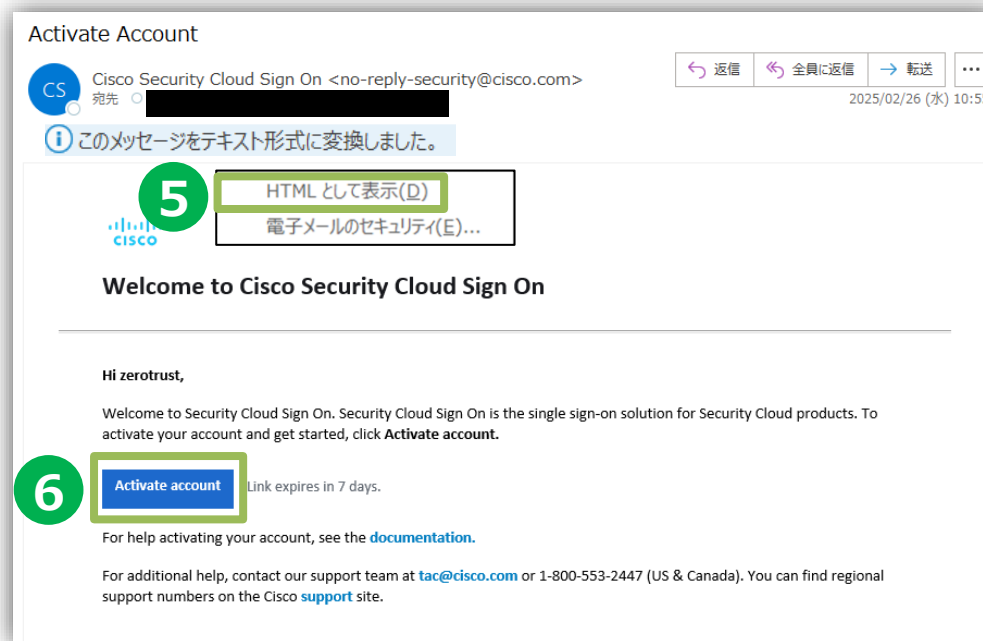 Activate Account
CS
Cisco Security Cloud Sign On <no-reply-security@cisco.com>
返信
全員に返信
転送
...
宛先
2025/02/26 (水) 10:5
このメッセージをテキスト形式に変換しました。
5
HTML として表示(D)
電子メールのセキュリティ(E)...
CISCO
Welcome to Cisco Security Cloud Sign On
Hi zerotrust,
Welcome to Security Cloud Sign On. Security Cloud Sign On is the single sign-on solution for Security Cloud products. To
activate your account and get started, click Activate account.
6
Activate account
Link expires in 7 days.
For help activating your account, see the documentation.
For additional help, contact our support team at tac@cisco.com or 1-800-553-2447 (US & Canada). You can find regional
support numbers on the Cisco support site.